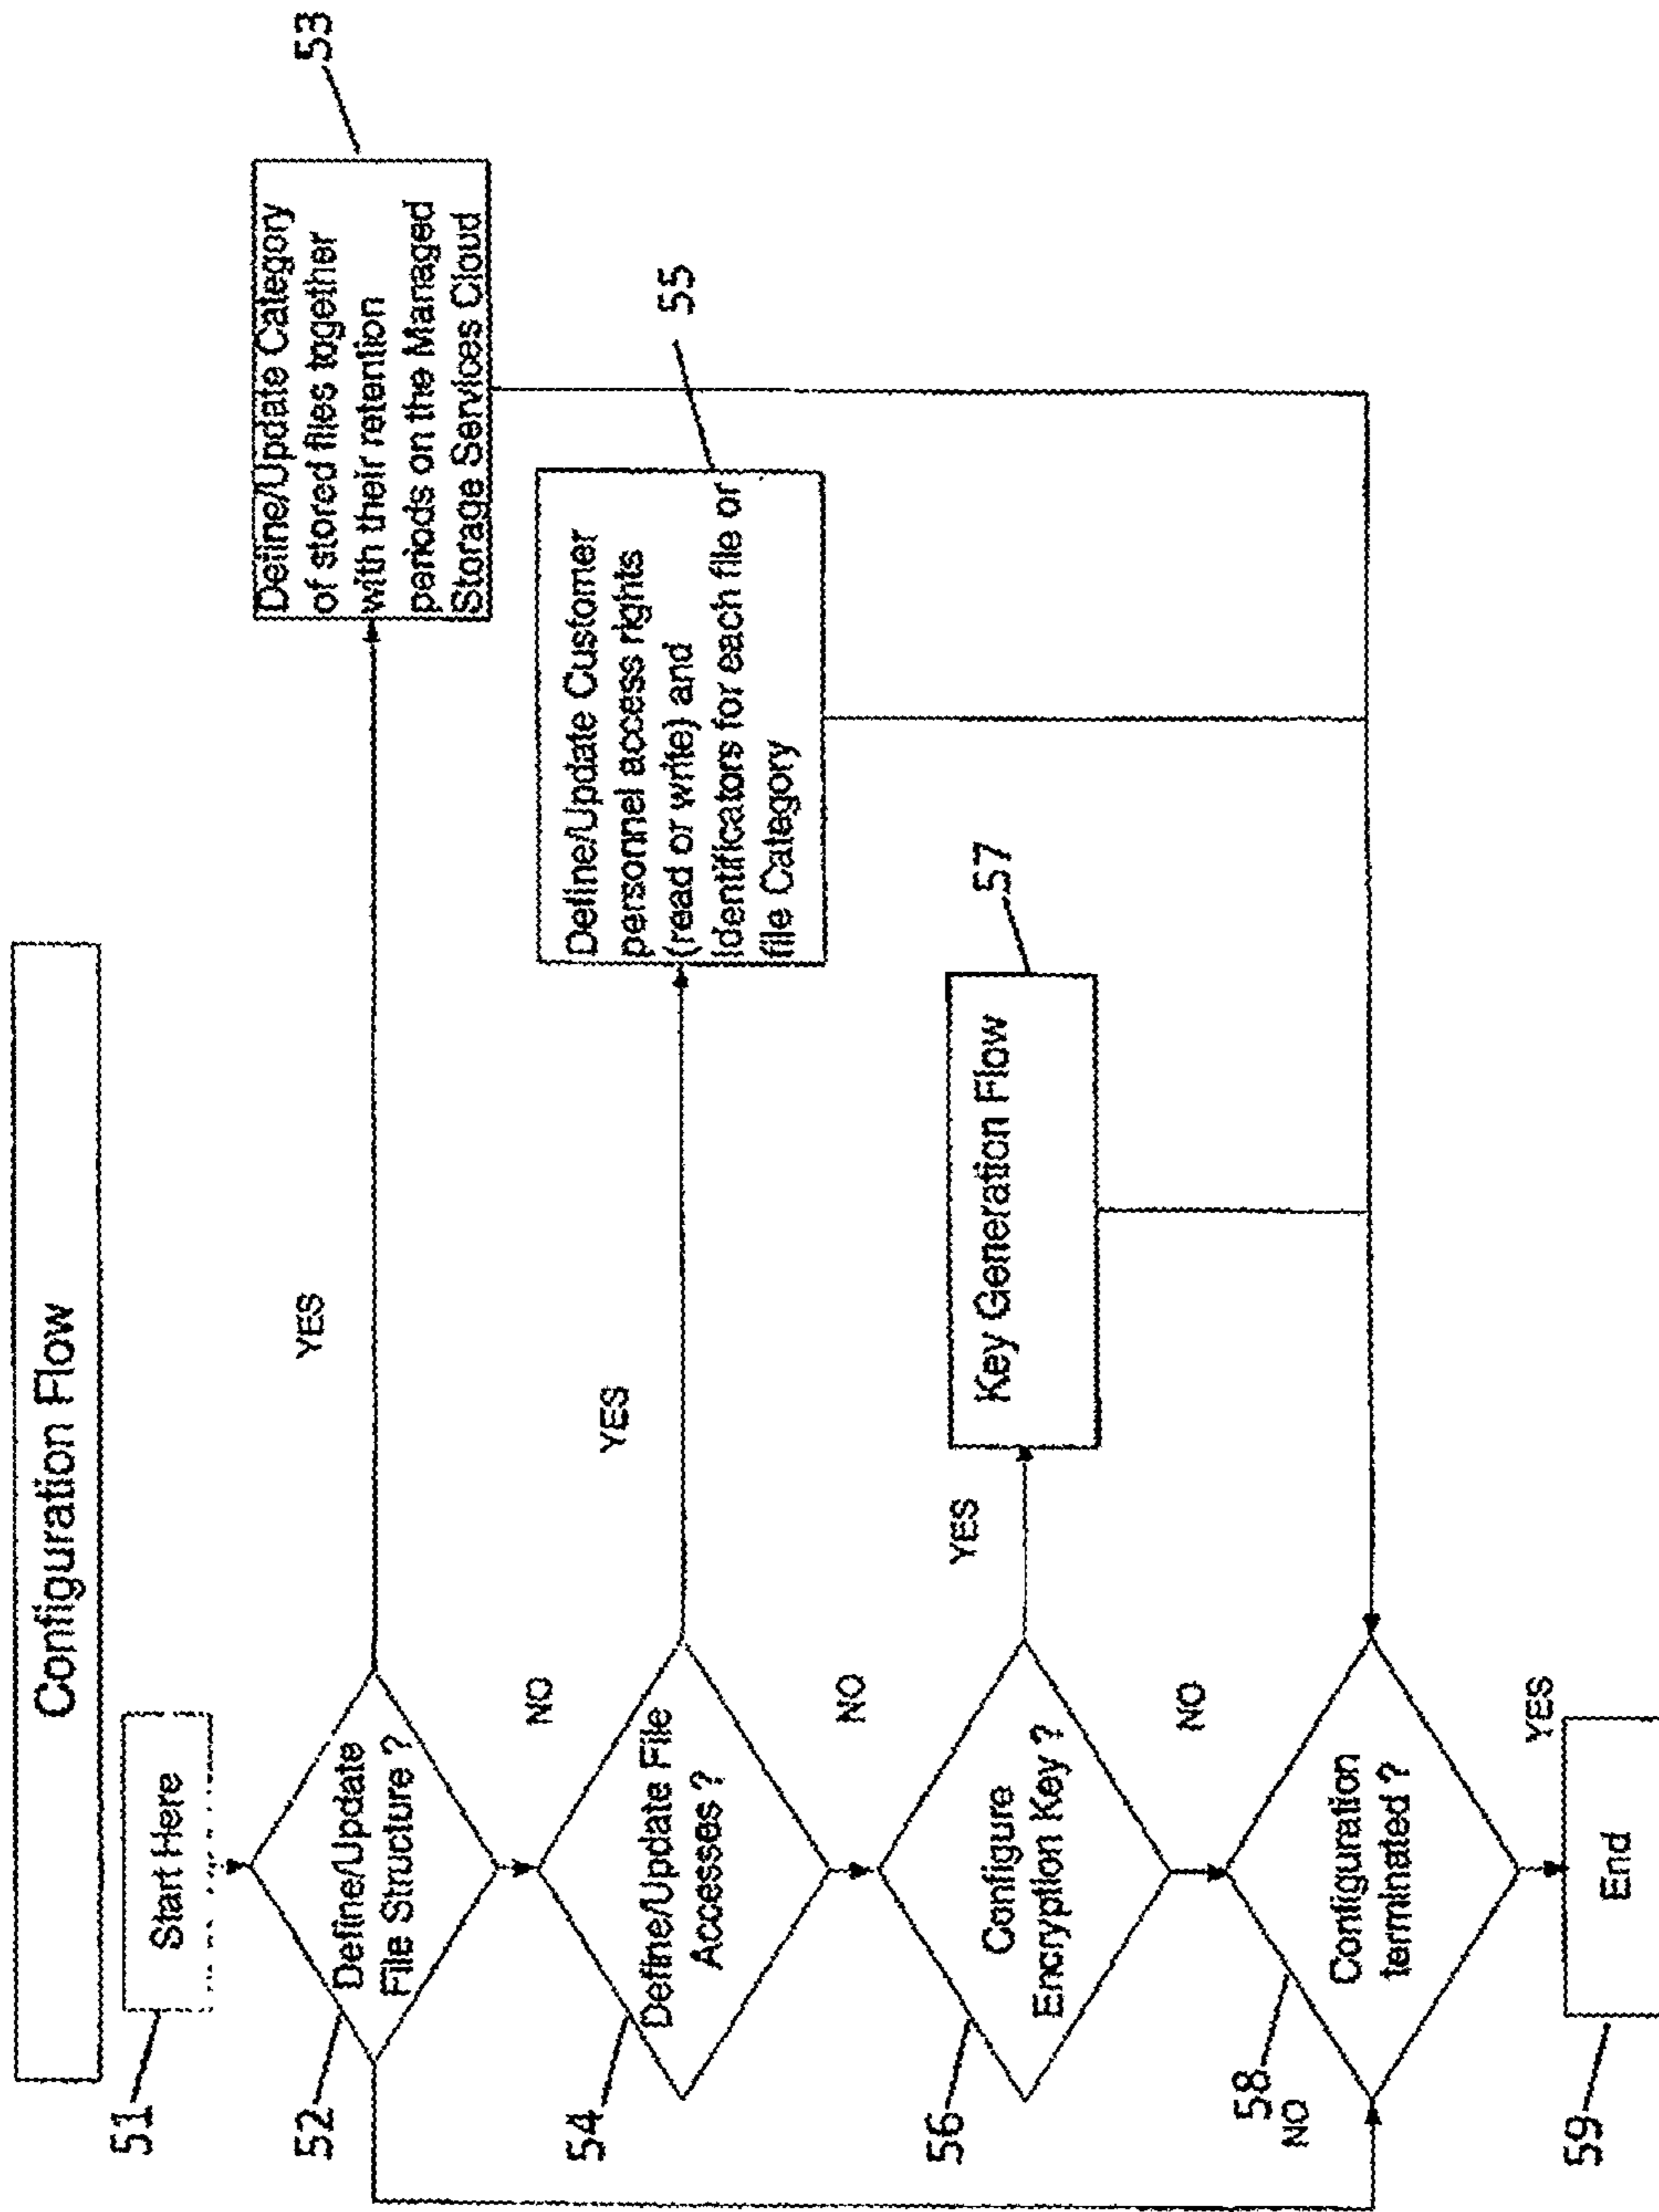 Configuration Flow
Start Here
51
Define/Update
File Structure ?
52
YES
Define/Update Category
of stored files together
with their retention
periods on the Managed
Storage Services Cloud
53
NO
Define/Update File
Accesses ?
54
YES
Define/Update Customer
personnel access rights
(read or write) and
identificators for each file or
file Category
55
NO
Configure
Encryption Key ?
56
YES
Key Generation Flow
57
NO
58
NO
Configuration
terminated ?
YES
End
59